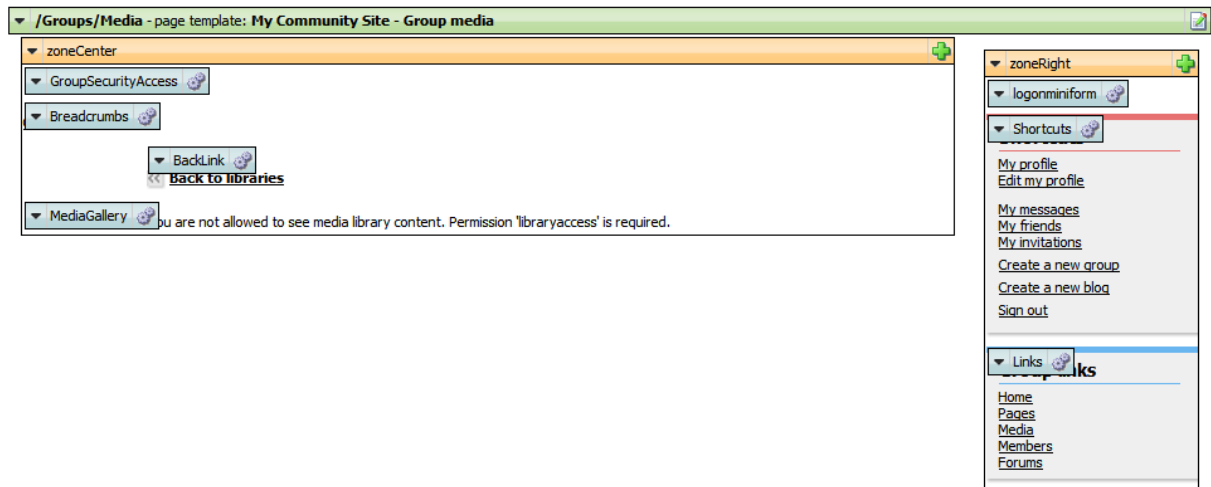 /Groups/Media - page template: My Community Site - Group media
zoneCenter
GroupSecurityAccess
Breadcrumbs
BackLink
Back to libraries
MediaGallery
ou are not allowed to see media library content. Permission 'libraryaccess' is required.
zoneRight
logonminiform
Shortcuts
My profile
Edit my profile
My messages
My friends
My invitations
Create a new group
Create a new blog
Sign out
Links
Home
Pages
Media
Members
Forums